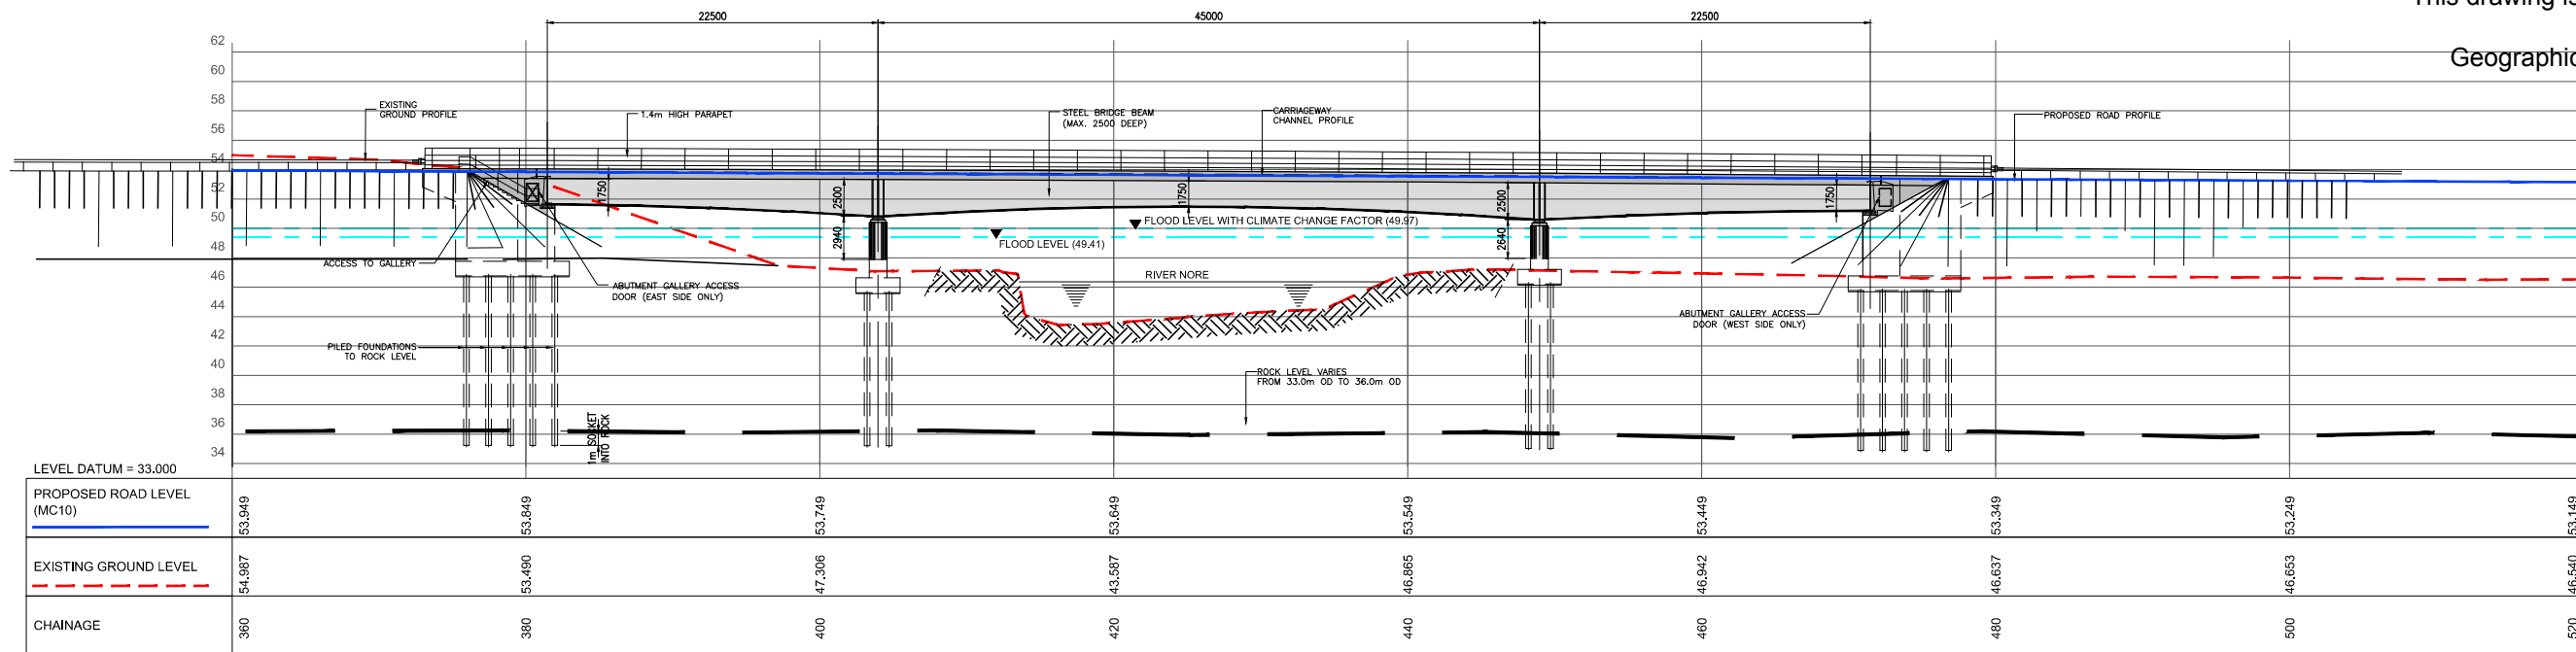 This drawing is
Geographic
22500 45000 22500
62
60
58
56
54
52
50
48
46
44
42
40
38
36
34
EXISTING
GROUND PROFILE
1.4m HIGH PARAPET
STEEL BRIDGE BEAM
(MAX. 2500 DEEP)
CARRIAGEWAY
CHANNEL PROFILE
PROPOSED ROAD PROFILE
1750
2500
2940
1750
2500
2640
1750
FLOOD LEVEL WITH CLIMATE CHANGE FACTOR (49.97)
FLOOD LEVEL (49.41)
RIVER NORE
ACCESS TO GALLERY
ABUTMENT GALLERY ACCESS
DOOR (EAST SIDE ONLY)
ABUTMENT GALLERY ACCESS
DOOR (WEST SIDE ONLY)
PILED FOUNDATIONS
TO ROCK LEVEL
ROCK LEVEL VARIES
FROM 33.0m OD TO 36.0m OD
1m SOCKET
INTO ROCK
LEVEL DATUM = 33.000
PROPOSED ROAD LEVEL
(MC10)
53.949 53.849 53.749 53.649 53.549 53.449 53.349 53.249 53.149
EXISTING GROUND LEVEL
54.987 53.490 47.306 43.587 46.865 46.942 46.637 46.653 46.540
CHAINAGE
360 380 400 420 440 460 480 500 520